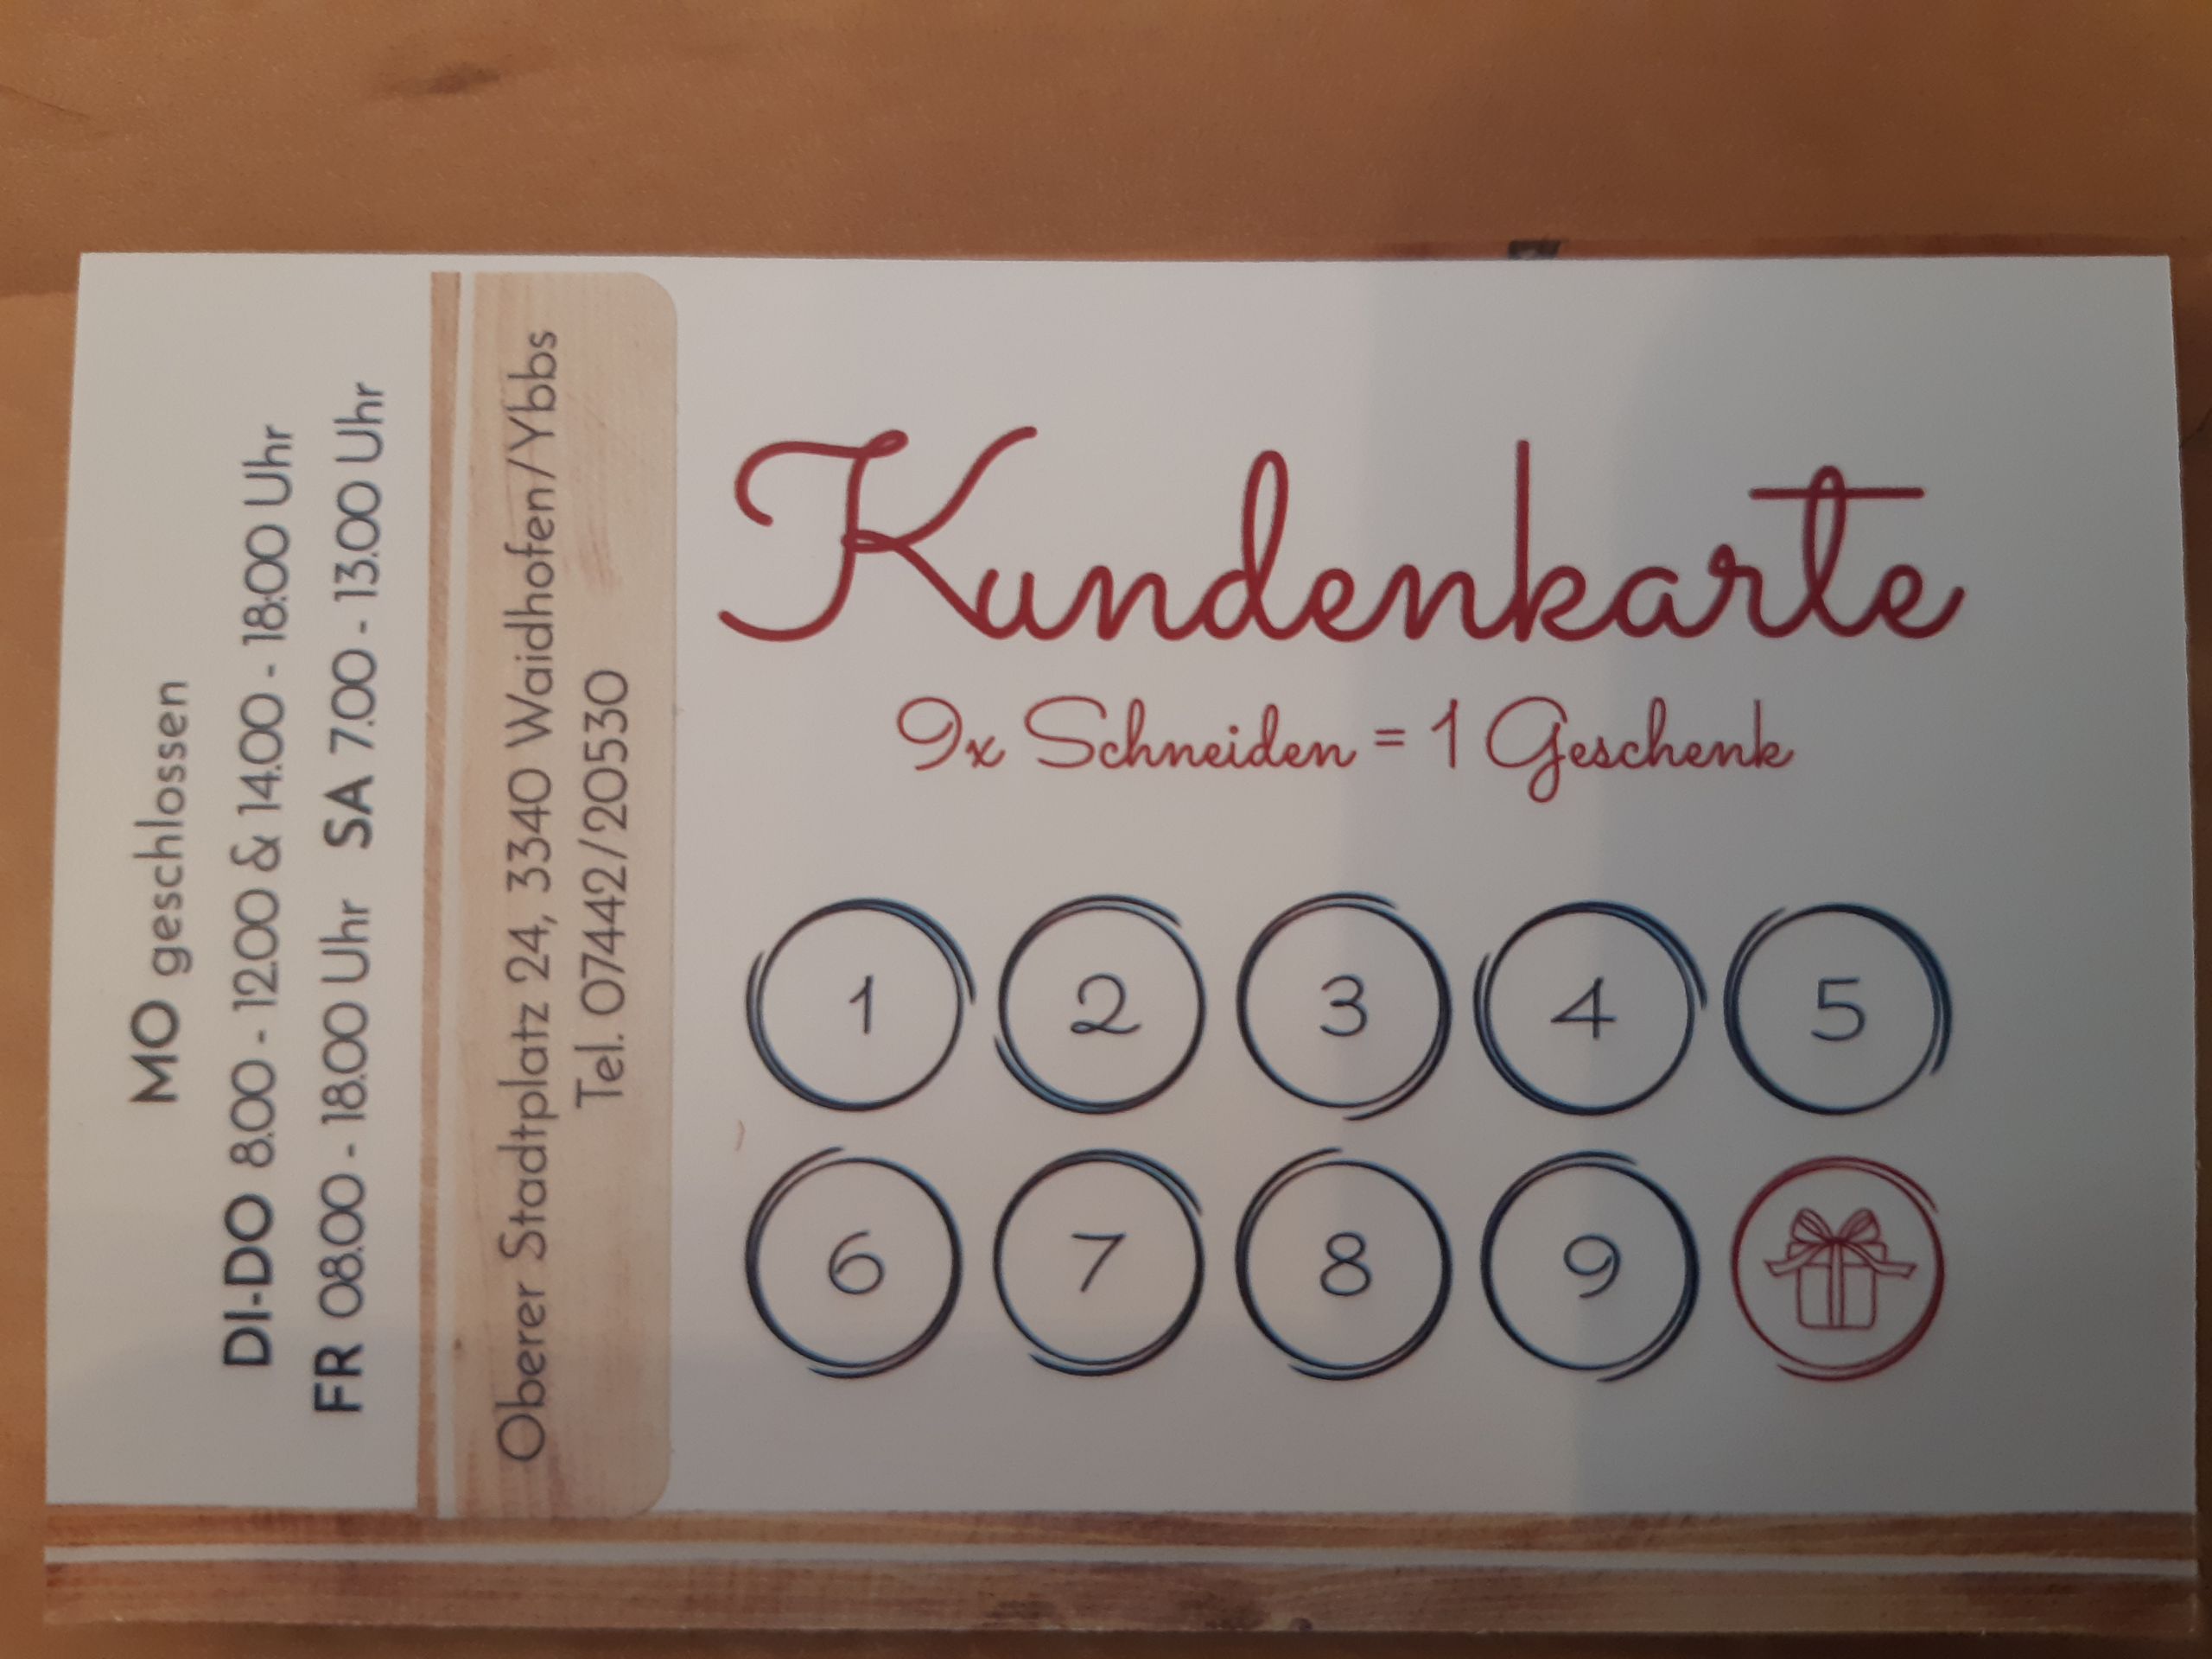 MO geschlossen
DI-DO 8.00 - 12.00 & 14.00 - 18:00 Uhr
FR 08.00 - 18.00 Uhr SA 7.00 - 13.00 Uhr
Oberer Stadtplatz 24, 3340 Waidhofen/Ybbs
Tel. 07442/20530
Kundenkarte
9x Schneiden = 1 Geschenk
1 2 3 4 5
6 7 8 9